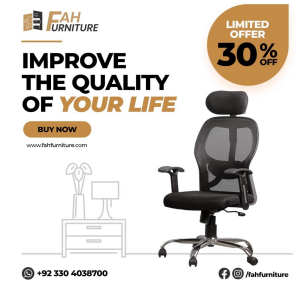 FAH
FURNITURE
LIMITED
OFFER
30%
OFF
IMPROVE
THE QUALITY
OF YOUR LIFE
BUY NOW
www.fahfurniture.com
+92 330 4038700
/fahfurniture